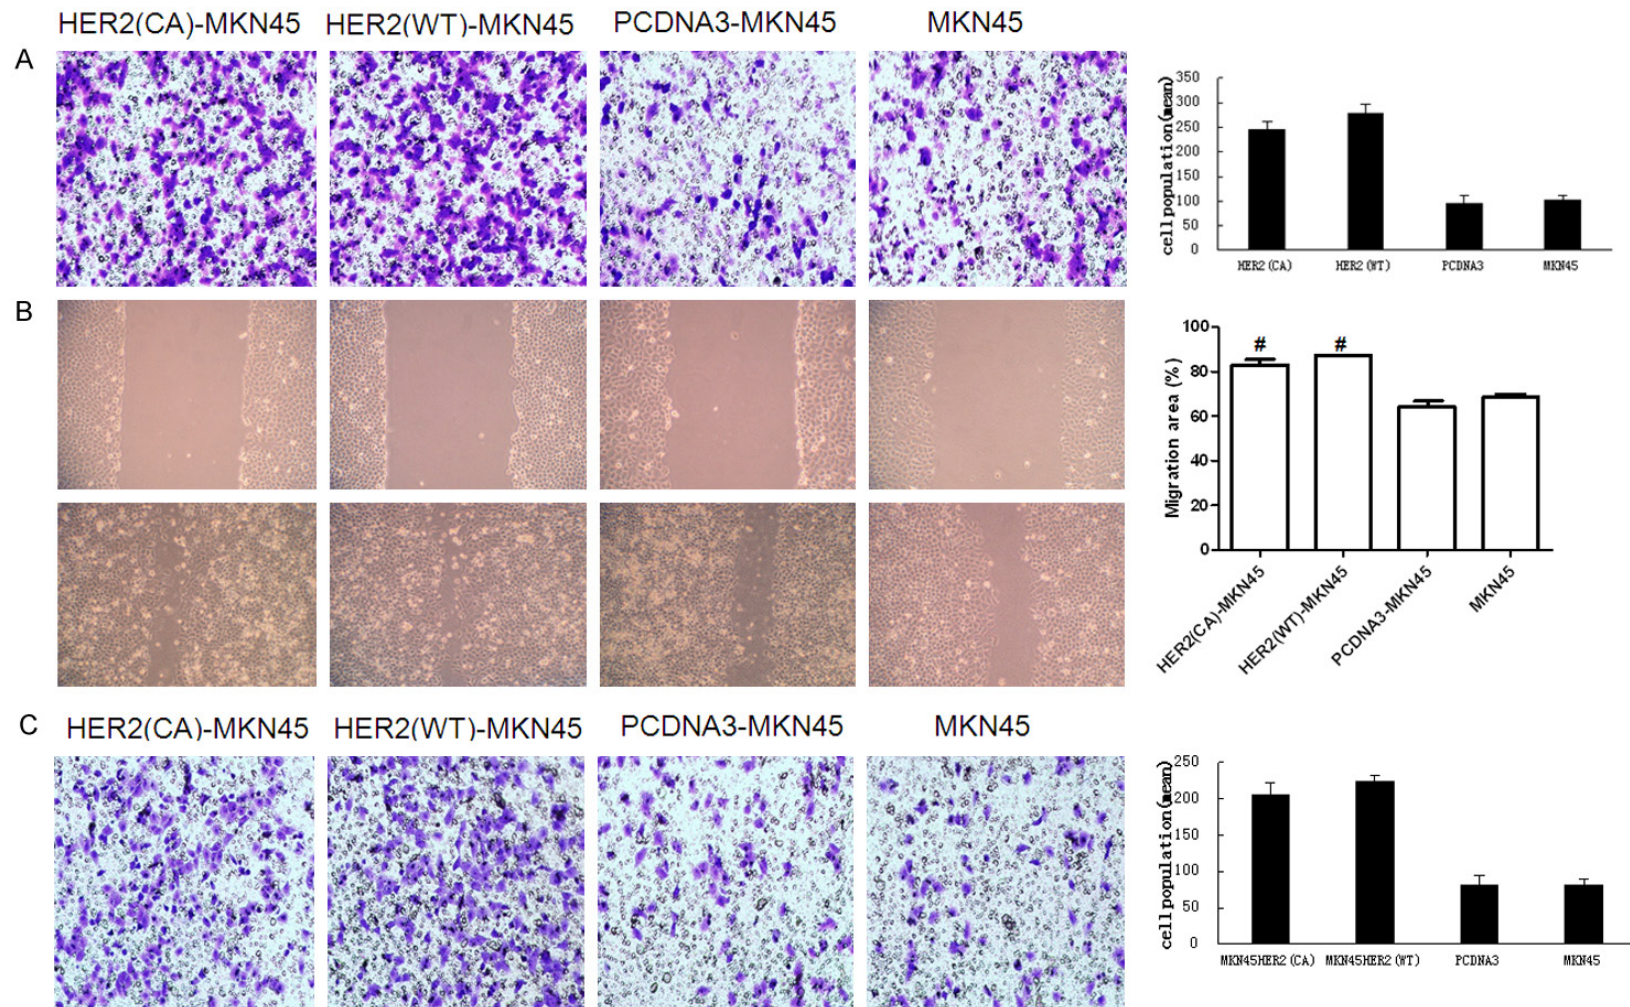 HER2(CA)-MKN45 HER2(WT)-MKN45 PCDNA3-MKN45 MKN45
A
cell population(mean)
350
300
250
200
150
100
50
0
HER2(CA) HER2(WT) PCDNA3 MKN45
B
Migration area (%)
100
80
60
40
20
0
# #
HER2(CA)-MKN45
HER2(WT)-MKN45
PCDNA3-MKN45
MKN45
C
HER2(CA)-MKN45 HER2(WT)-MKN45 PCDNA3-MKN45 MKN45
cell population(mean)
250
200
150
100
50
0
MKN45HER2(CA) MKN45HER2(WT) PCDNA3 MKN45